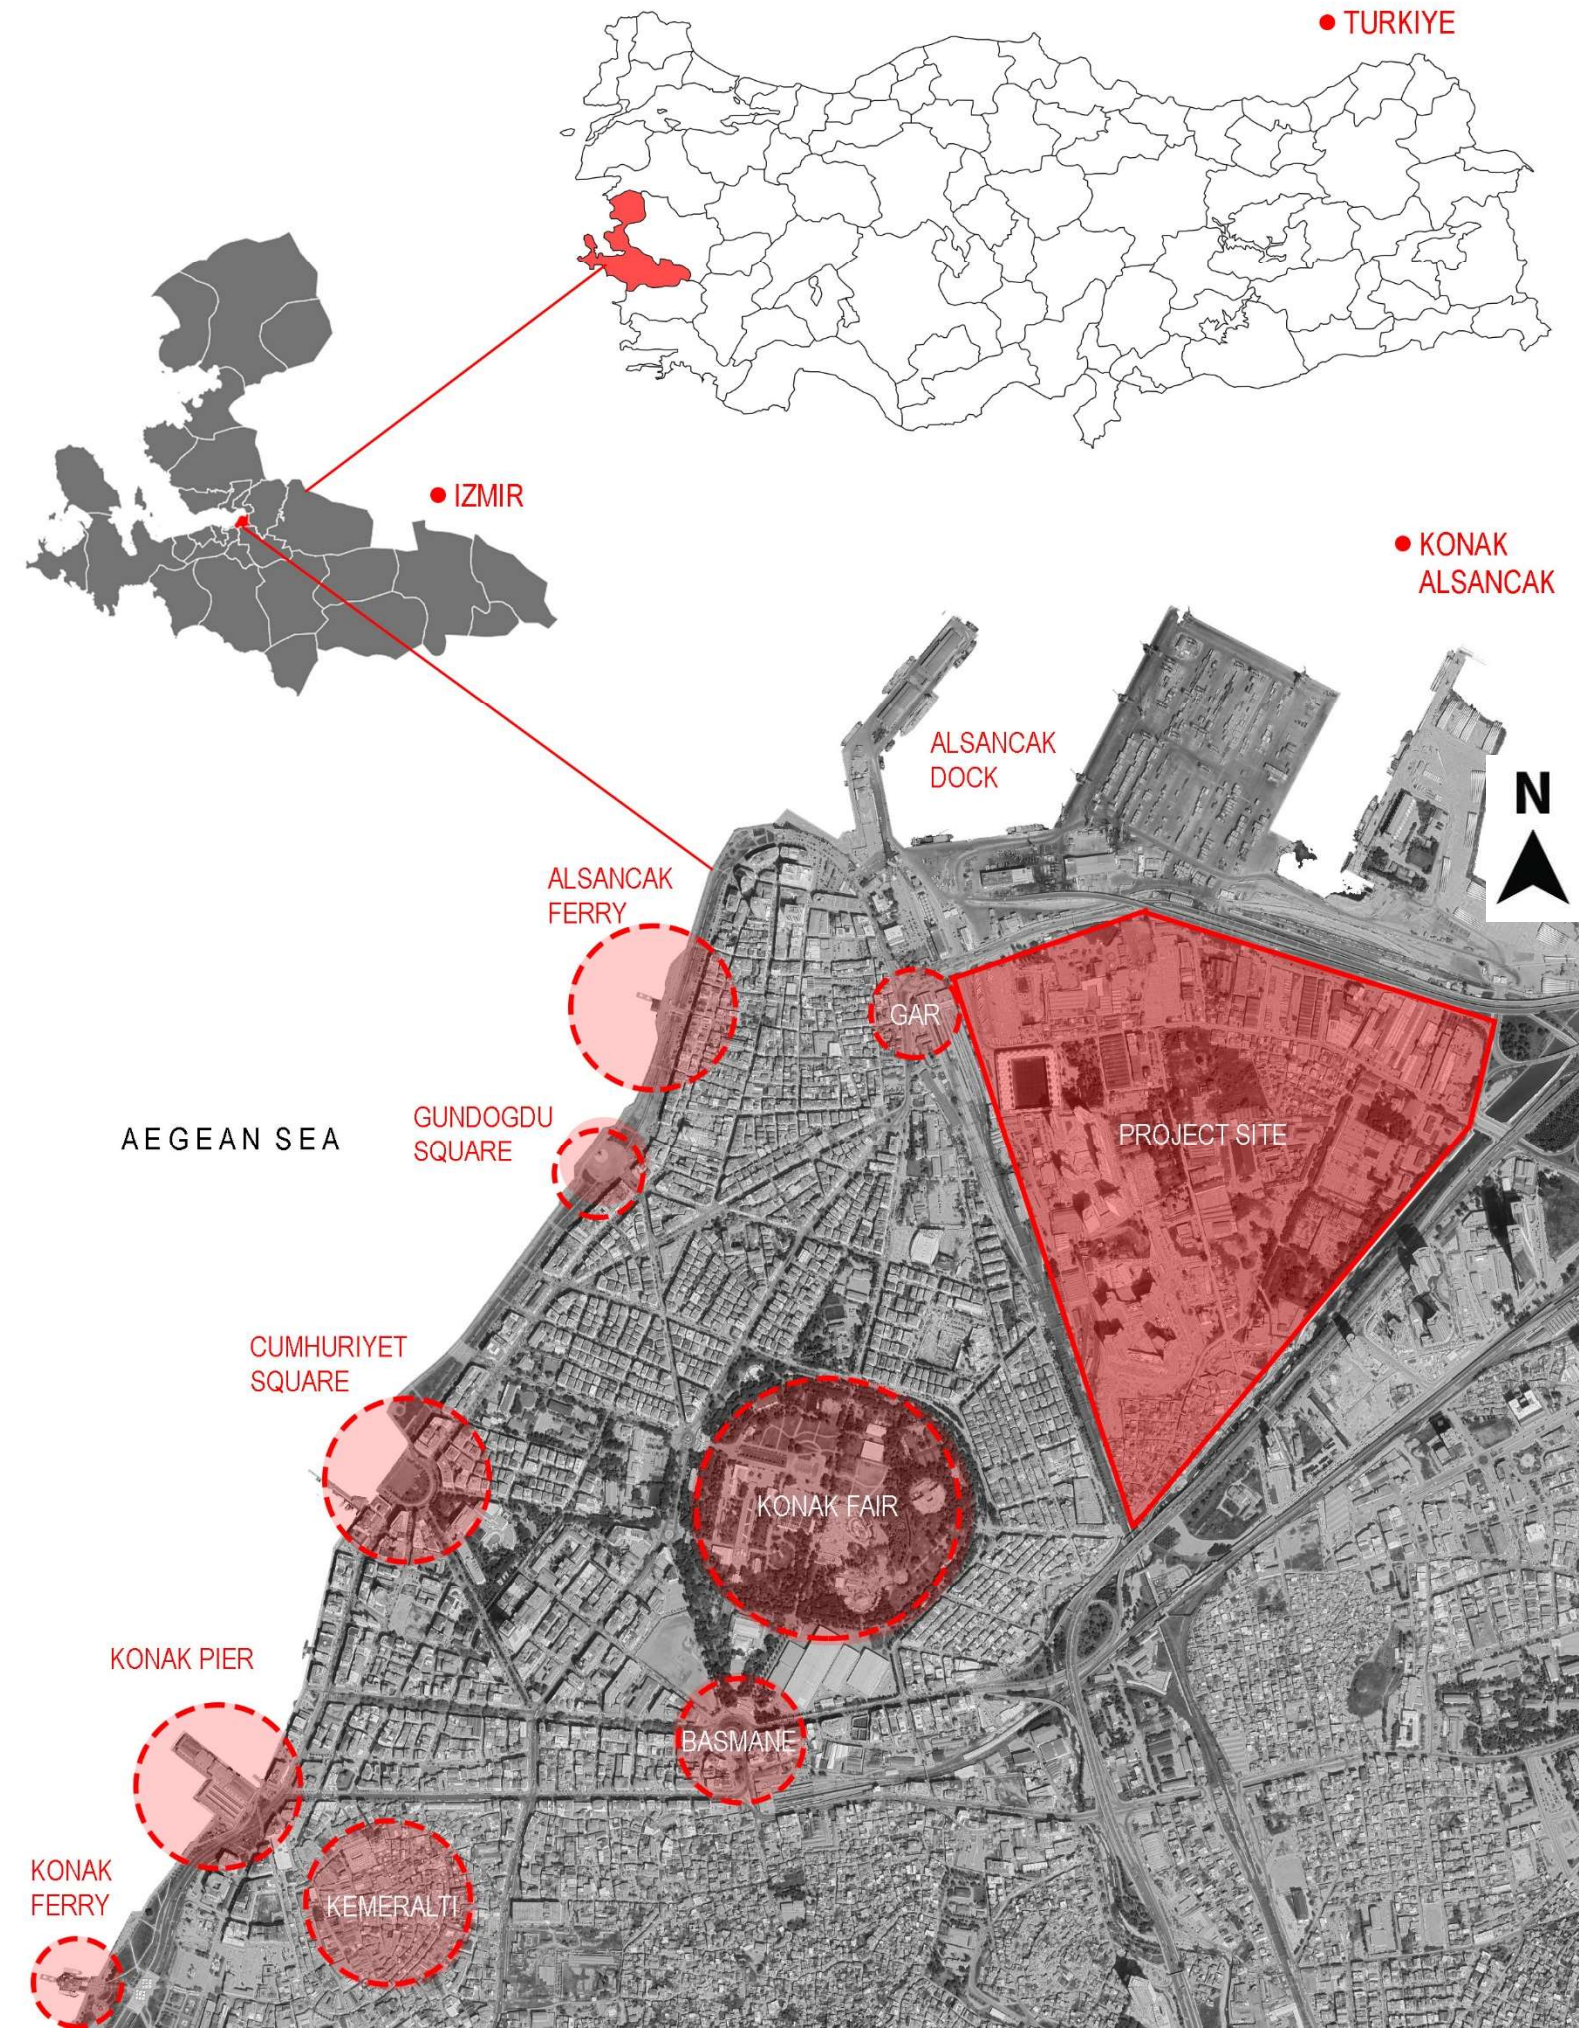 TURKIYE
IZMIR
KONAK
ALSANCAK
ALSANCAK
DOCK
N
ALSANCAK
FERRY
GAR
GUNDOGDU
SQUARE
AEGEAN SEA
PROJECT SITE
CUMHURIYET
SQUARE
KONAK FAIR
KONAK PIER
BASMANE
KONAK
FERRY
KEMERALTI